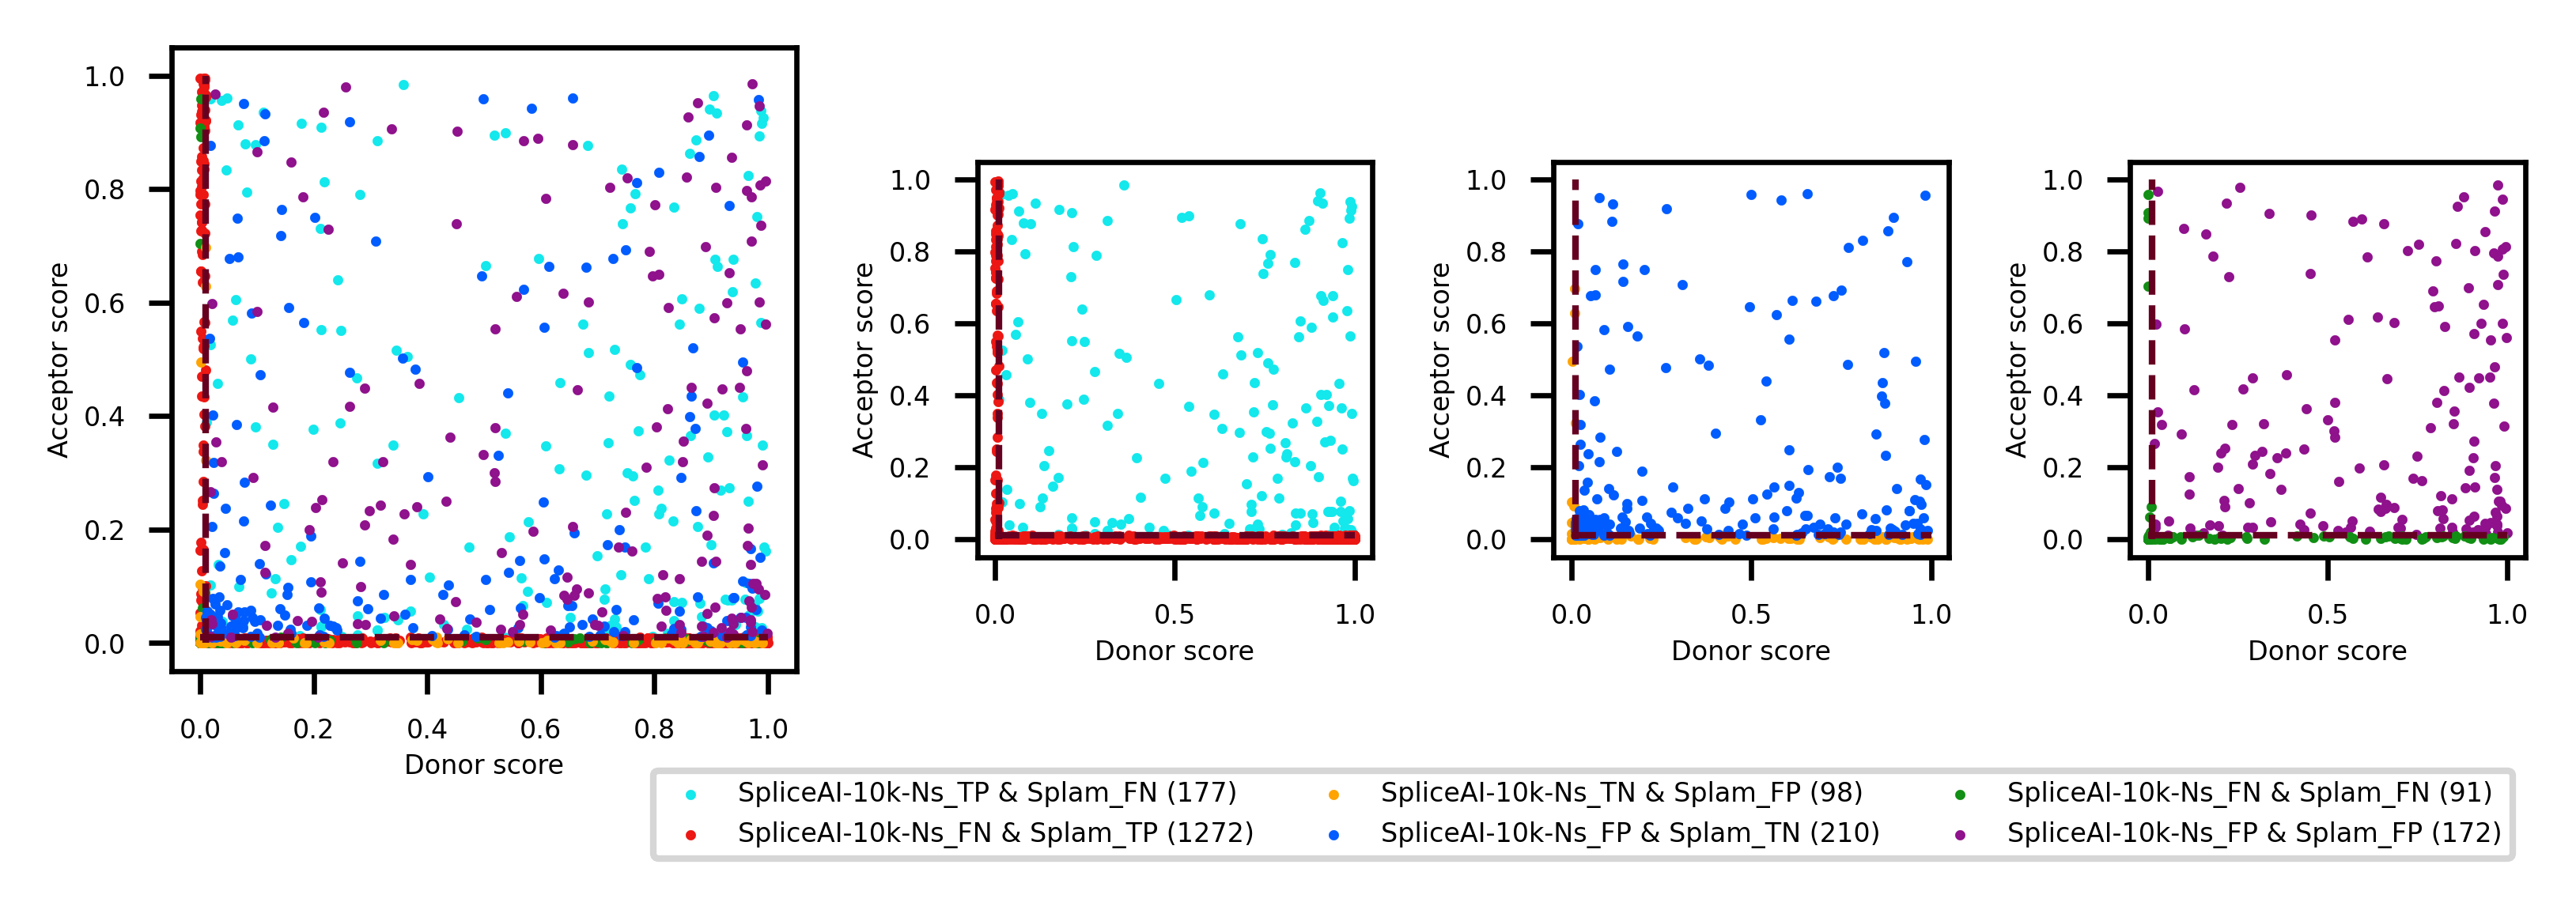 1.0
0.8
0.6
0.4
0.2
0.0
Acceptor score
0.0 0.2 0.4 0.6 0.8 1.0
Donor score
1.0
0.8
0.6
0.4
0.2
0.0
Acceptor score
0.0 0.5 1.0
Donor score
1.0
0.8
0.6
0.4
0.2
0.0
Acceptor score
0.0 0.5 1.0
Donor score
1.0
0.8
0.6
0.4
0.2
0.0
Acceptor score
0.0 0.5 1.0
Donor score
SpliceAI-10k-Ns_TP & Splam_FN (177)
SpliceAI-10k-Ns_FN & Splam_TP (1272)
SpliceAI-10k-Ns_TN & Splam_FP (98)
SpliceAI-10k-Ns_FP & Splam_TN (210)
SpliceAI-10k-Ns_FN & Splam_FN (91)
SpliceAI-10k-Ns_FP & Splam_FP (172)